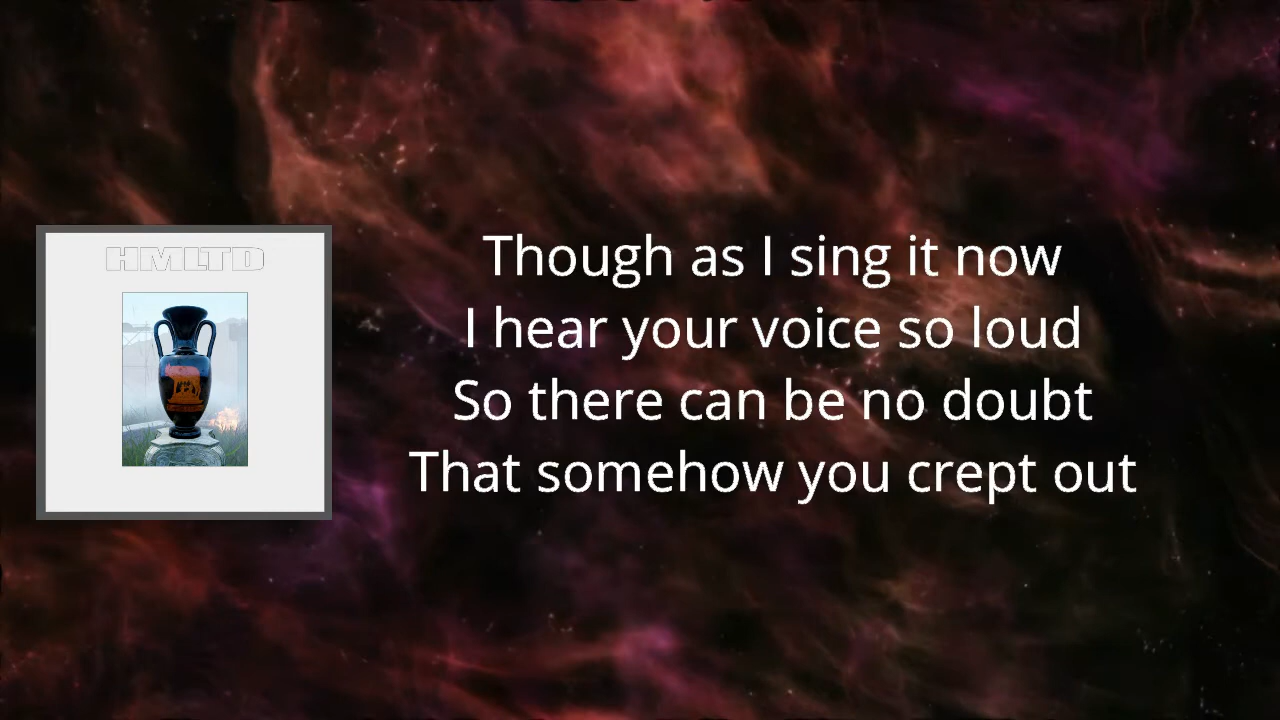 HMLTD
Though as I sing it now
I hear your voice so loud
So there can be no doubt
That somehow you crept out